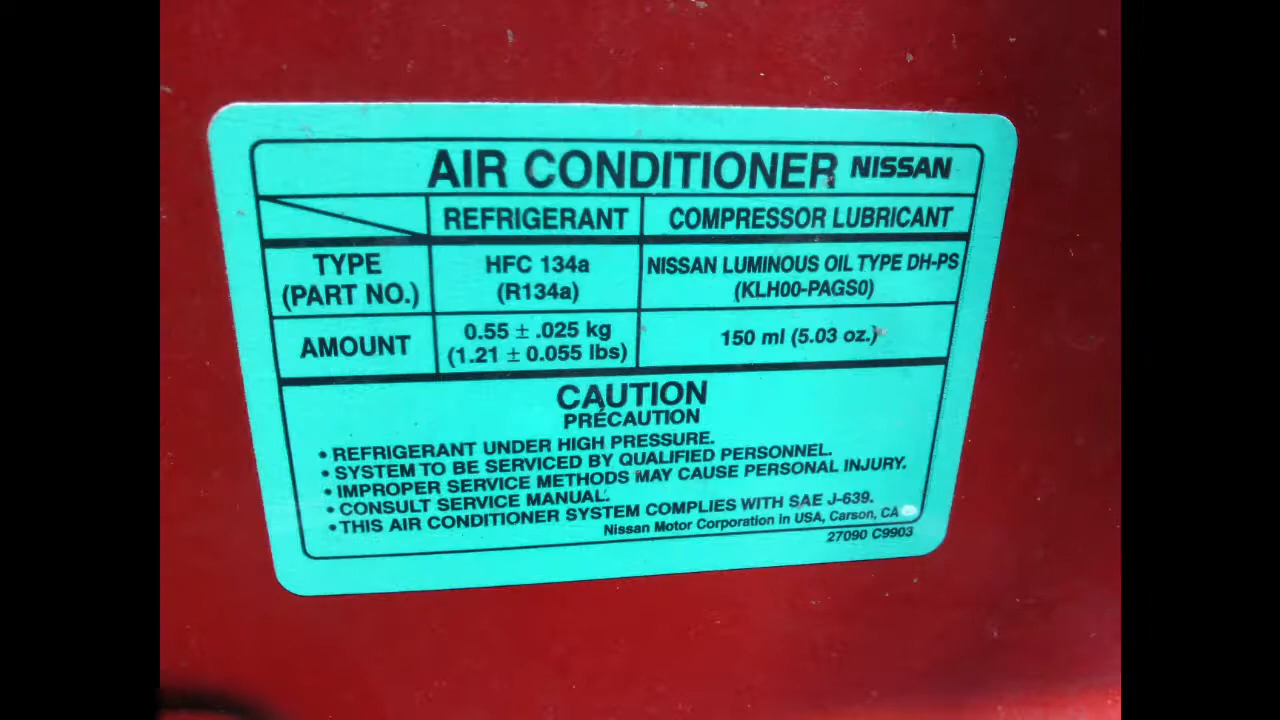 AIR CONDITIONER NISSAN
REFRIGERANT COMPRESSOR LUBRICANT
TYPE (PART NO.)
HFC 134a (R134a)
NISSAN LUMINOUS OIL TYPE DH-PS (KLH00-PAGS0)
AMOUNT
0.55 ± .025 kg (1.21 ± 0.055 lbs)
150 ml (5.03 oz.)
CAUTION
PRÉCAUTION
• REFRIGERANT UNDER HIGH PRESSURE.
• SYSTEM TO BE SERVICED BY QUALIFIED PERSONNEL.
• IMPROPER SERVICE METHODS MAY CAUSE PERSONAL INJURY.
• CONSULT SERVICE MANUAL.
• THIS AIR CONDITIONER SYSTEM COMPLIES WITH SAE J-639.
Nissan Motor Corporation in USA, Carson, CA
27090 C9903